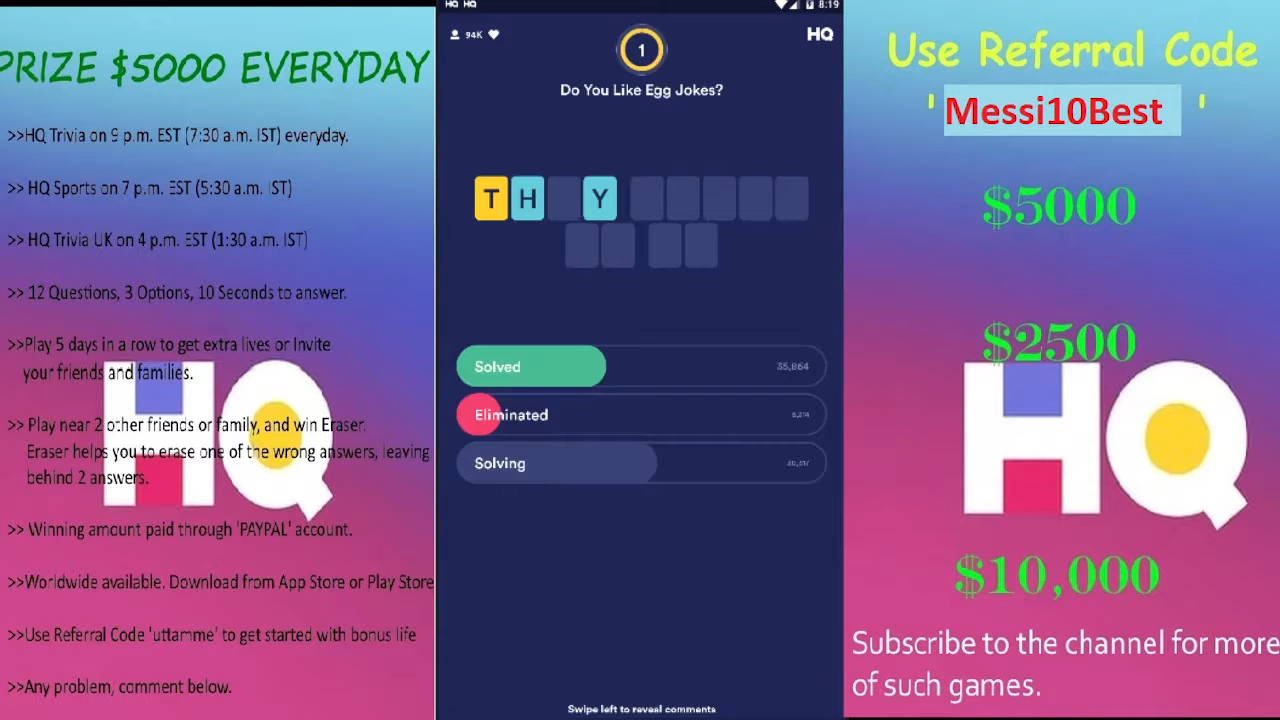 PRIZE $5000 EVERYDAY
>>HQ Trivia on 9 p.m. EST (7:30 a.m. IST) everyday.
>> HQ Sports on 7 p.m. EST (5:30 a.m. IST)
>> HQ Trivia UK on 4 p.m. EST (1:30 a.m. IST)
>> 12 Questions, 3 Options, 10 Seconds to answer.
>>Play 5 days in a row to get extra lives or Invite
your friends and families.
>> Play near 2 other friends or family, and win Eraser.
Eraser helps you to erase one of the wrong answers, leaving
behind 2 answers.
>> Winning amount paid through 'PAYPAL' account.
>>Worldwide available. Download from App Store or Play Store
>>Use Referral Code 'uttamme' to get started with bonus life
>>Any problem, comment below.
HQ
HQ HQ
8:19
94K
1
HQ
Do You Like Egg Jokes?
T H Y
Solved 35,864
Eliminated
Solving
Swipe left to reveal comments
Use Referral Code
' Messi10Best '
$5000
$2500
HQ
$10,000
Subscribe to the channel for more
of such games.